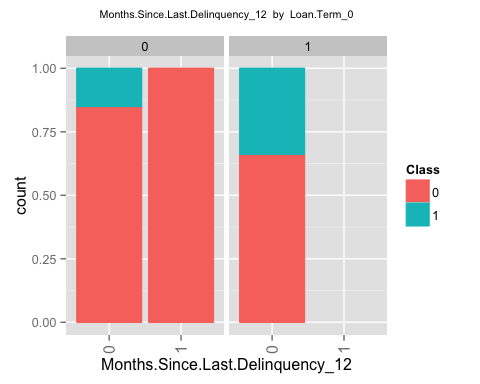 Months.Since.Last.Delinquency_12 by Loan.Term_0
0 1
1.00
0.75
0.50
0.25
0.00
count
0 1 0 1
Months.Since.Last.Delinquency_12
Class
0
1